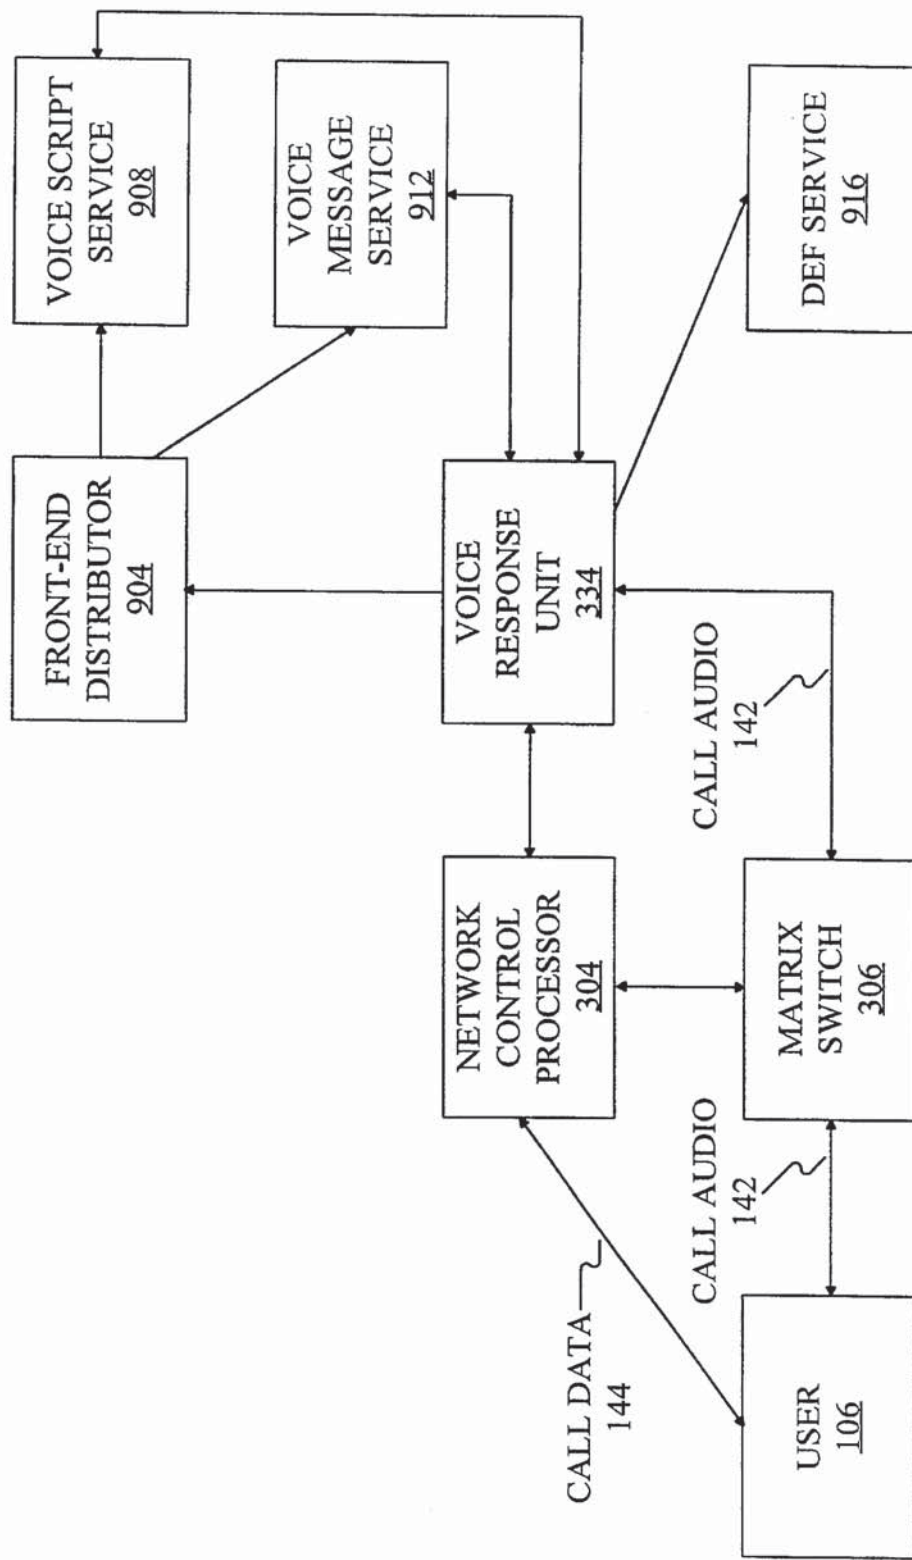 FRONT-END
DISTRIBUTOR
904
VOICE SCRIPT
SERVICE
908
VOICE
MESSAGE
SERVICE
912
NETWORK
CONTROL
PROCESSOR
304
VOICE
RESPONSE
UNIT
334
CALL DATA
144
CALL AUDIO
142
CALL AUDIO
142
USER
106
MATRIX
SWITCH
306
DEF SERVICE
916